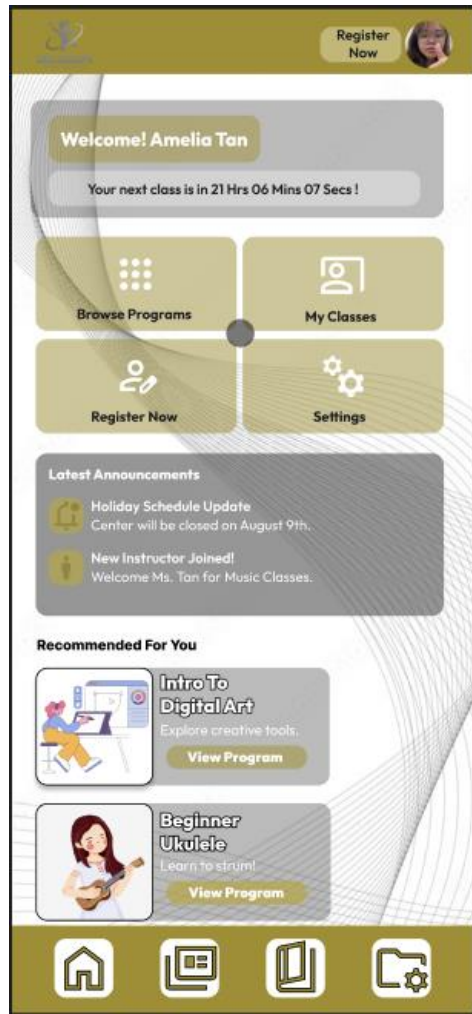 Register
Now
Welcome! Amelia Tan
Your next class is in 21 Hrs 06 Mins 07 Secs !
Browse Programs
My Classes
Register Now
Settings
Latest Announcements
Holiday Schedule Update
Center will be closed on August 9th.
New Instructor Joined!
Welcome Ms. Tan for Music Classes.
Recommended For You
Intro To
Digital Art
Explore creative tools.
View Program
Beginner
Ukulele
Learn to strum!
View Program